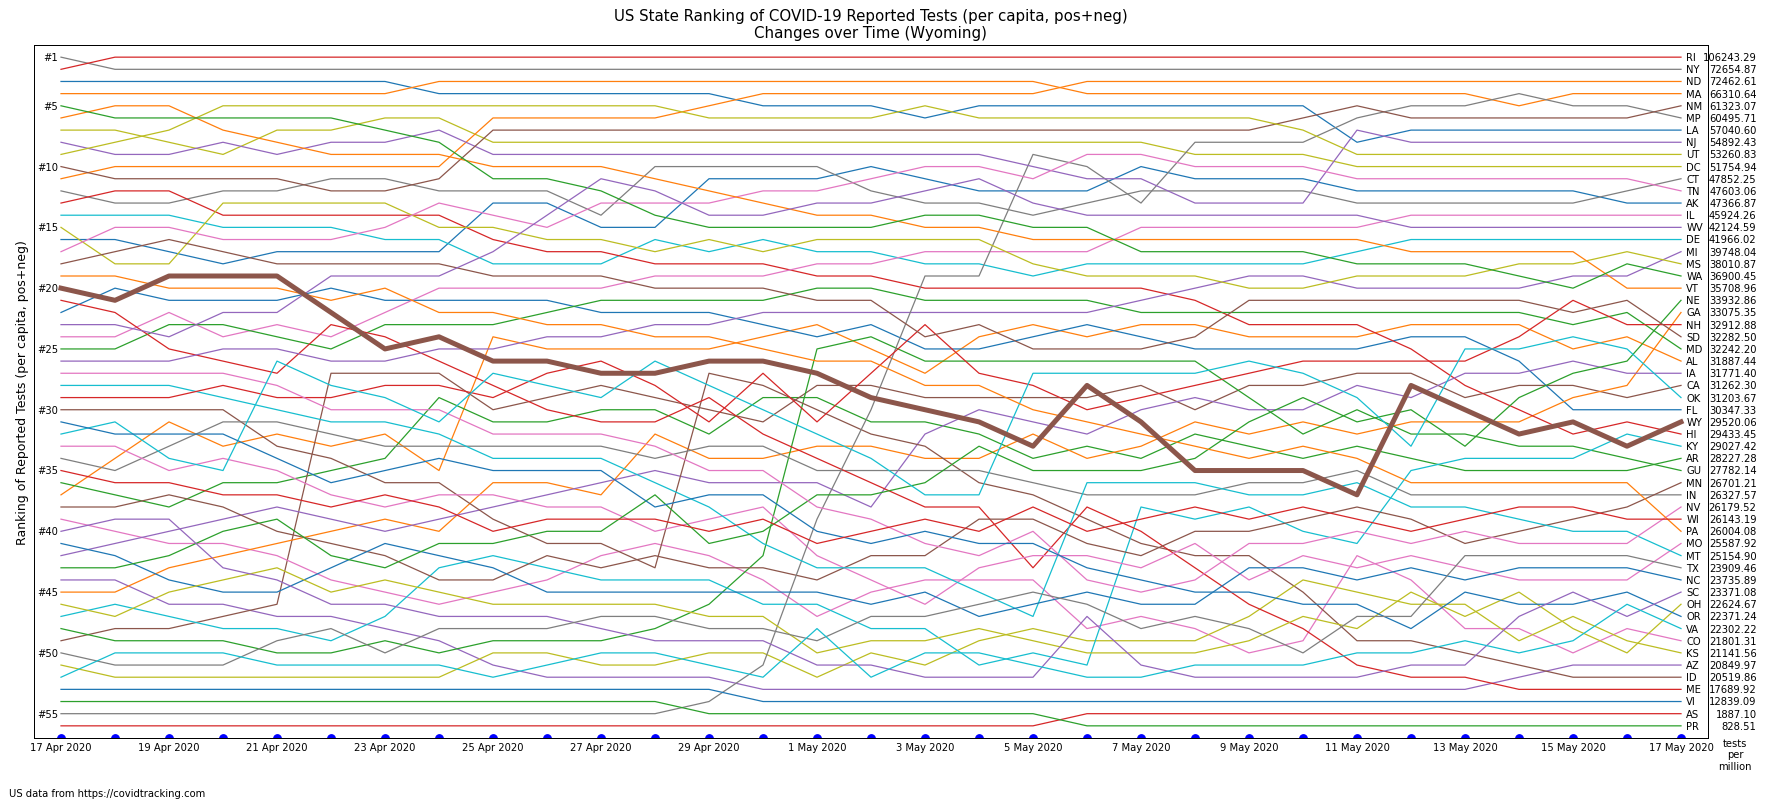 US State Ranking of COVID-19 Reported Tests (per capita, pos+neg)
Changes over Time (Wyoming)
Ranking of Reported Tests (per capita, pos+neg)
#1
#5
#10
#15
#20
#25
#30
#35
#40
#45
#50
#55
RI 106243.29
NY 72654.87
ND 72462.61
MA 66310.64
NM 61323.07
MP 60495.71
LA 57040.60
NJ 54892.43
UT 53260.83
DC 51754.94
CT 47852.25
TN 47603.06
AK 47366.87
IL 45924.26
WV 42124.59
DE 41966.02
MI 39748.04
MS 38010.87
WA 36900.45
VT 35708.96
NE 33932.86
GA 33075.35
NH 32912.88
SD 32282.50
MD 32242.20
AL 31887.44
IA 31771.40
CA 31262.30
OK 31203.67
FL 30347.33
WY 29520.06
HI 29433.45
KY 29027.42
AR 28227.28
GU 27782.14
MN 26701.21
IN 26327.57
NV 26179.52
WI 26143.19
PA 26004.08
MO 25587.92
MT 25154.90
TX 23909.46
NC 23735.89
SC 23371.08
OH 22624.67
OR 22371.24
VA 22302.22
CO 21801.31
KS 21141.56
AZ 20849.97
ID 20519.86
ME 17689.92
VI 12839.09
AS 1887.10
PR 828.51
17 Apr 2020 19 Apr 2020 21 Apr 2020 23 Apr 2020 25 Apr 2020 27 Apr 2020 29 Apr 2020 1 May 2020 3 May 2020 5 May 2020 7 May 2020 9 May 2020 11 May 2020 13 May 2020 15 May 2020 17 May 2020
tests
per
million
US data from https://covidtracking.com